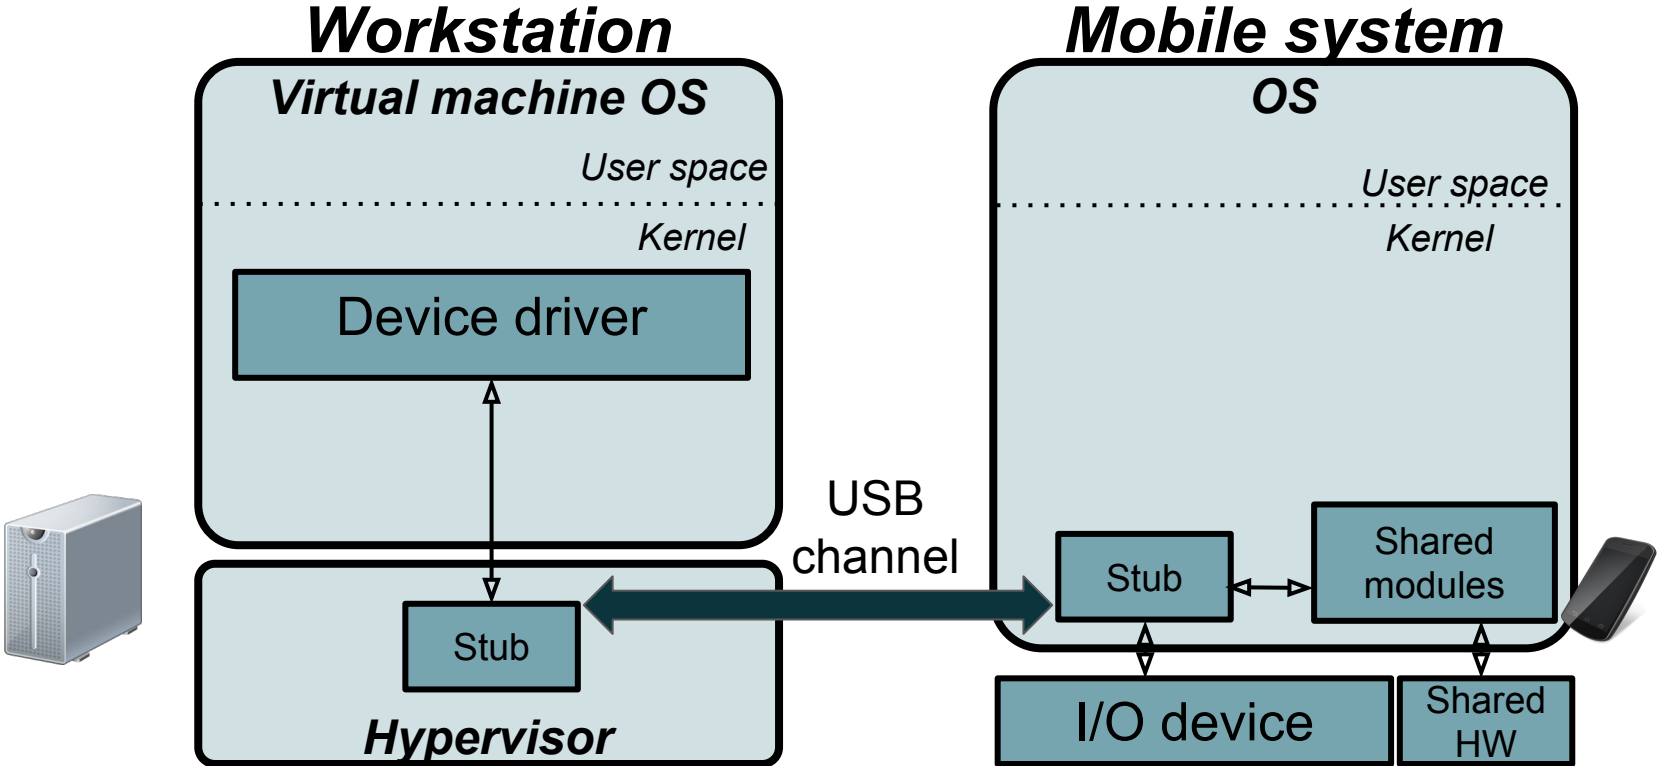 Workstation
Virtual machine OS
User space
Kernel
Device driver
Stub
Hypervisor
USB
channel
Mobile system
OS
User space
Kernel
Stub
Shared
modules
I/O device
Shared
HW